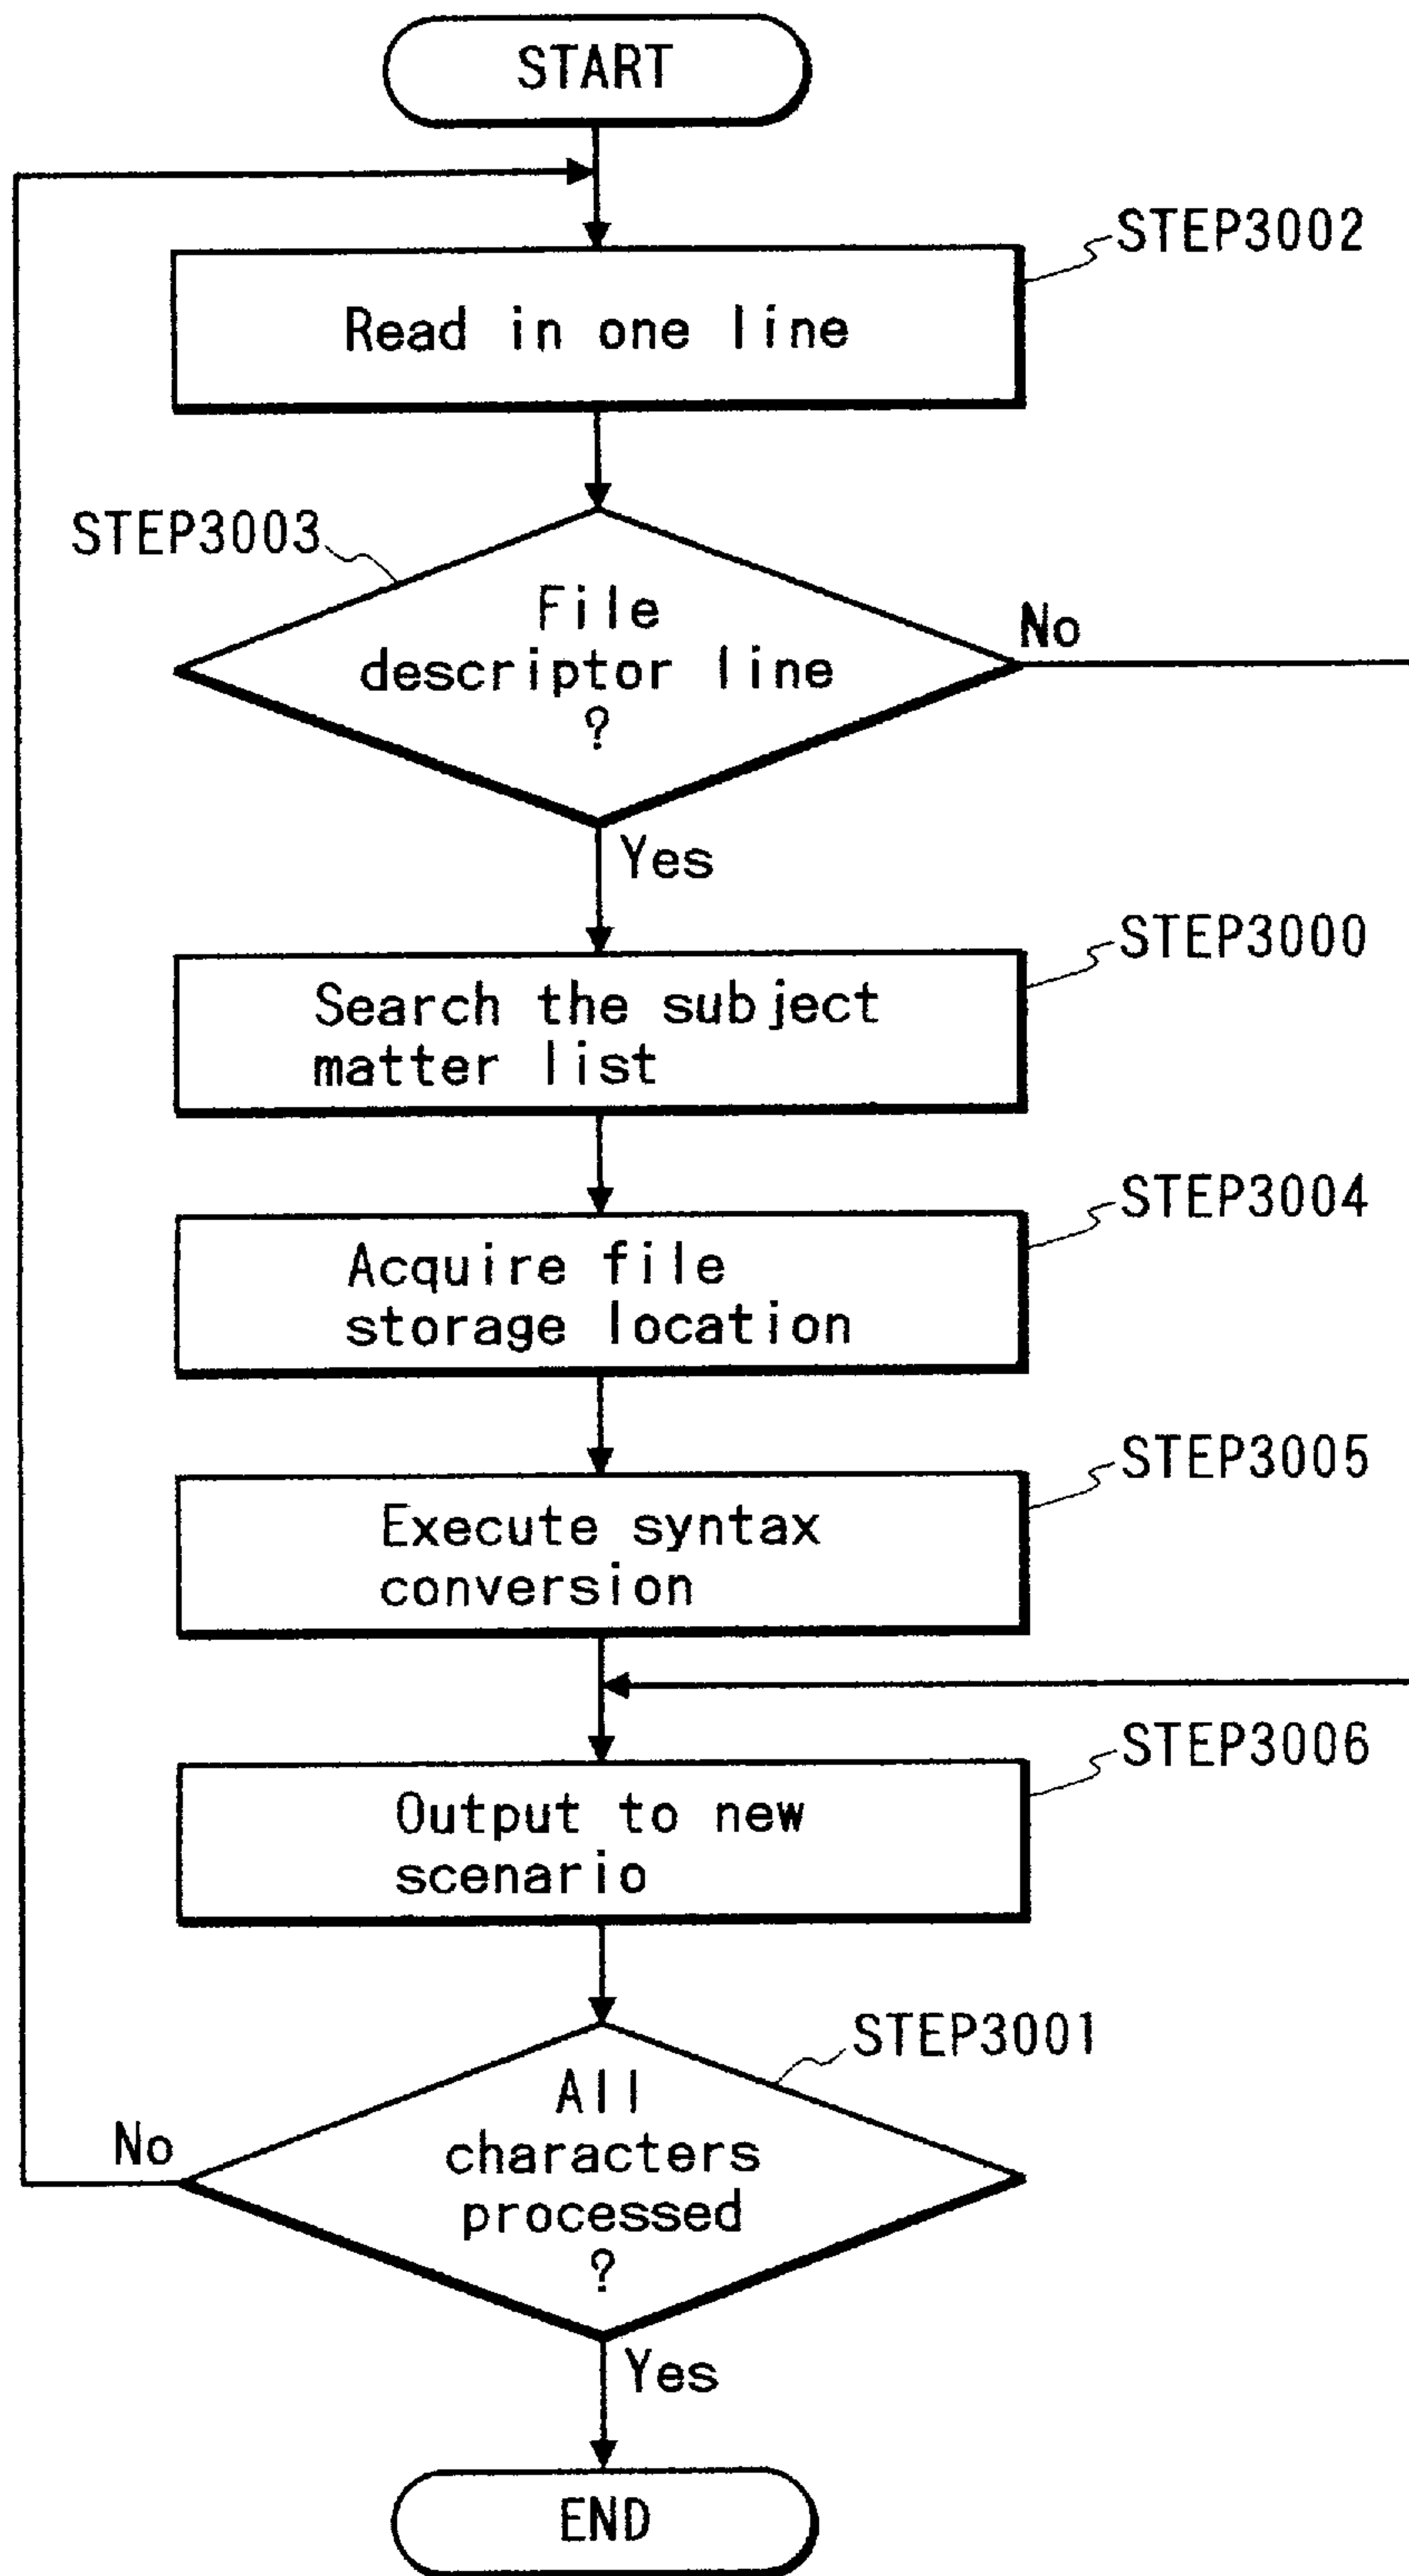 START
STEP3002
Read in one line
STEP3003
File
descriptor line
?
No
Yes
STEP3000
Search the subject
matter list
STEP3004
Acquire file
storage location
STEP3005
Execute syntax
conversion
STEP3006
Output to new
scenario
STEP3001
All
characters
processed
?
No
Yes
END